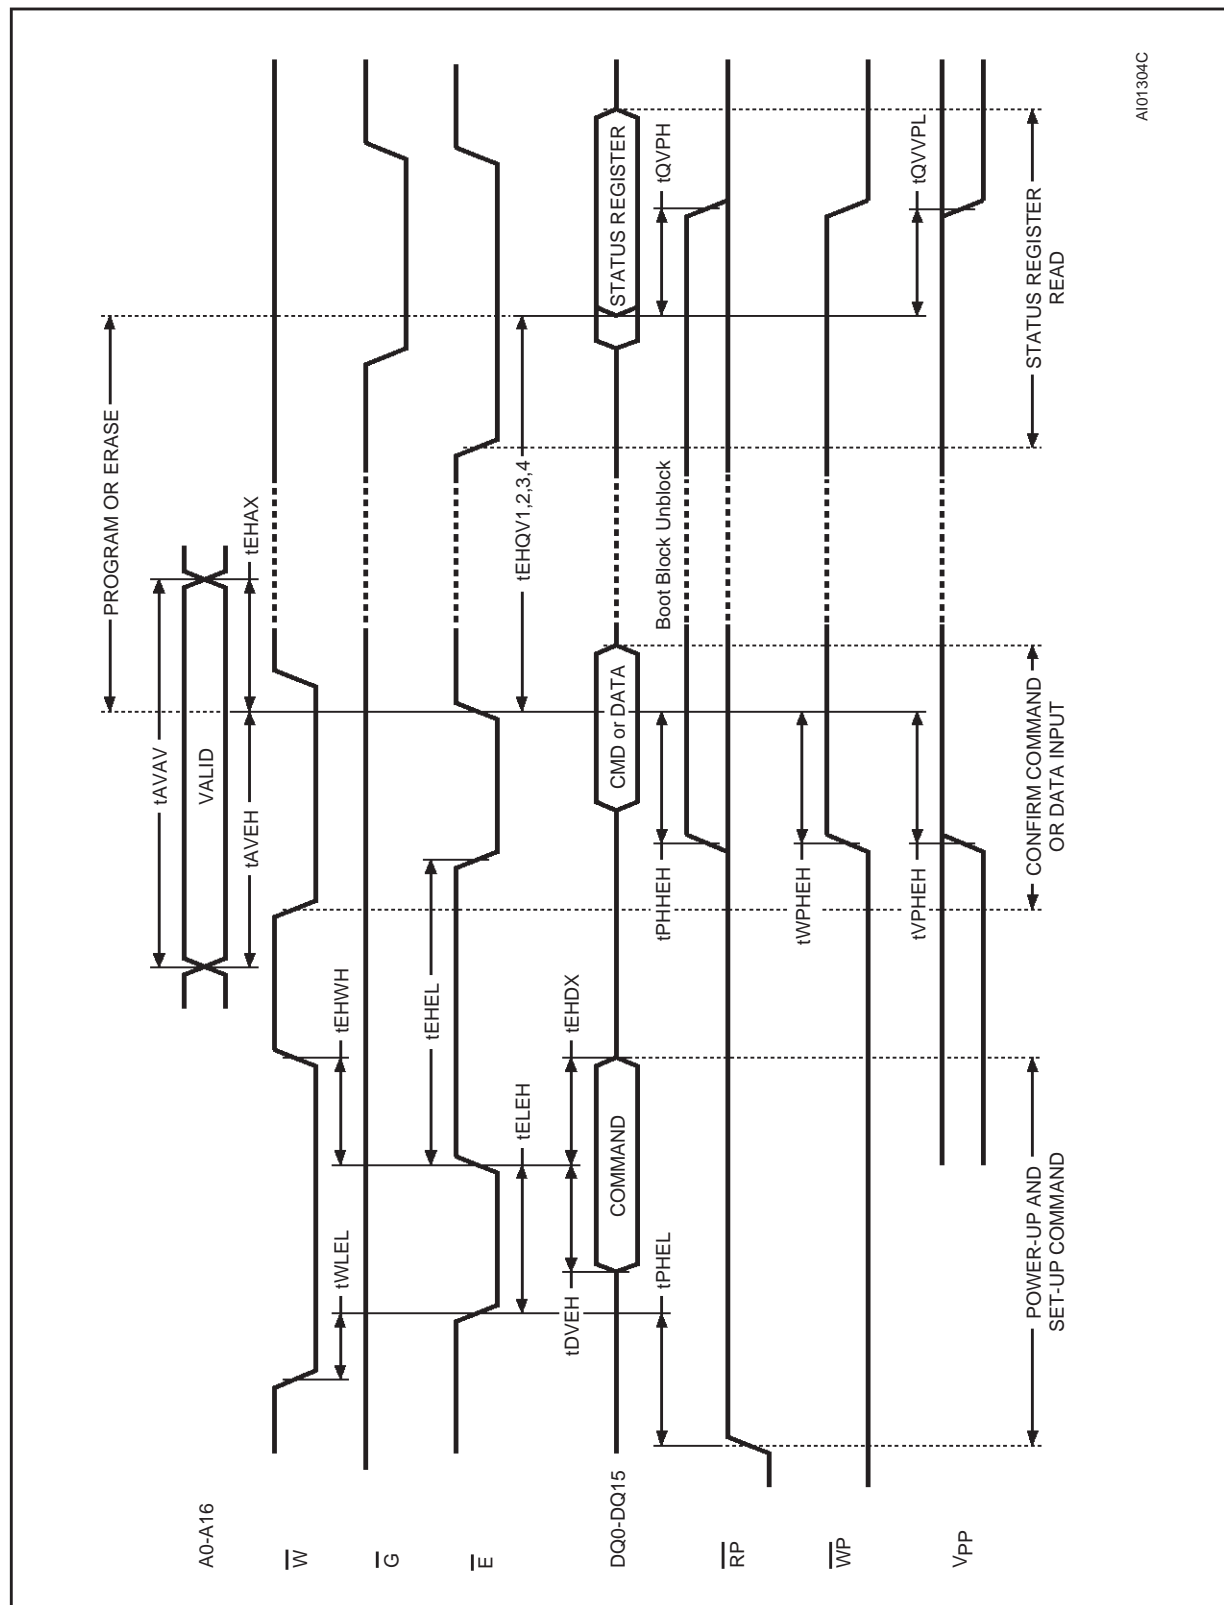 PROGRAM OR ERASE
tAVAV
A0-A16
VALID
tAVEH
tEHAX
W
tWLEL
tEHWH
G
tEHEL
E
tELEH
tEHQV1,2,3,4
tDVEH
tEHDX
DQ0-DQ15
COMMAND
CMD or DATA
STATUS REGISTER
tPHEL
tPHHEH
Boot Block Unblock
tQVPH
RP
tWPHEH
WP
tVPHEH
tQVVPL
VPP
POWER-UP AND
SET-UP COMMAND
CONFIRM COMMAND
OR DATA INPUT
STATUS REGISTER
READ
AI01304C